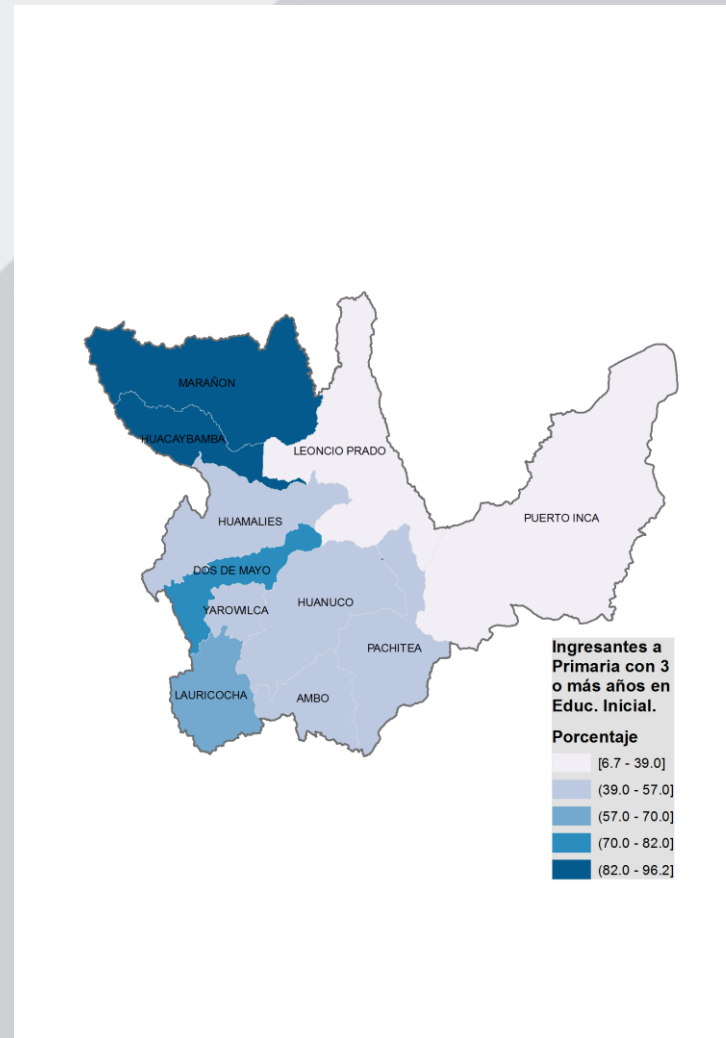 MARAÑON
HUACAYBAMBA
LEONCIO PRADO
PUERTO INCA
HUAMALIES
DOS DE MAYO
YAROWILCA
HUANUCO
PACHITEA
LAURICOCHA
AMBO
Ingresantes a
Primaria con 3
o más años en
Educ. Inicial.
Porcentaje
[6.7 - 39.0]
(39.0 - 57.0]
(57.0 - 70.0]
(70.0 - 82.0]
(82.0 - 96.2]